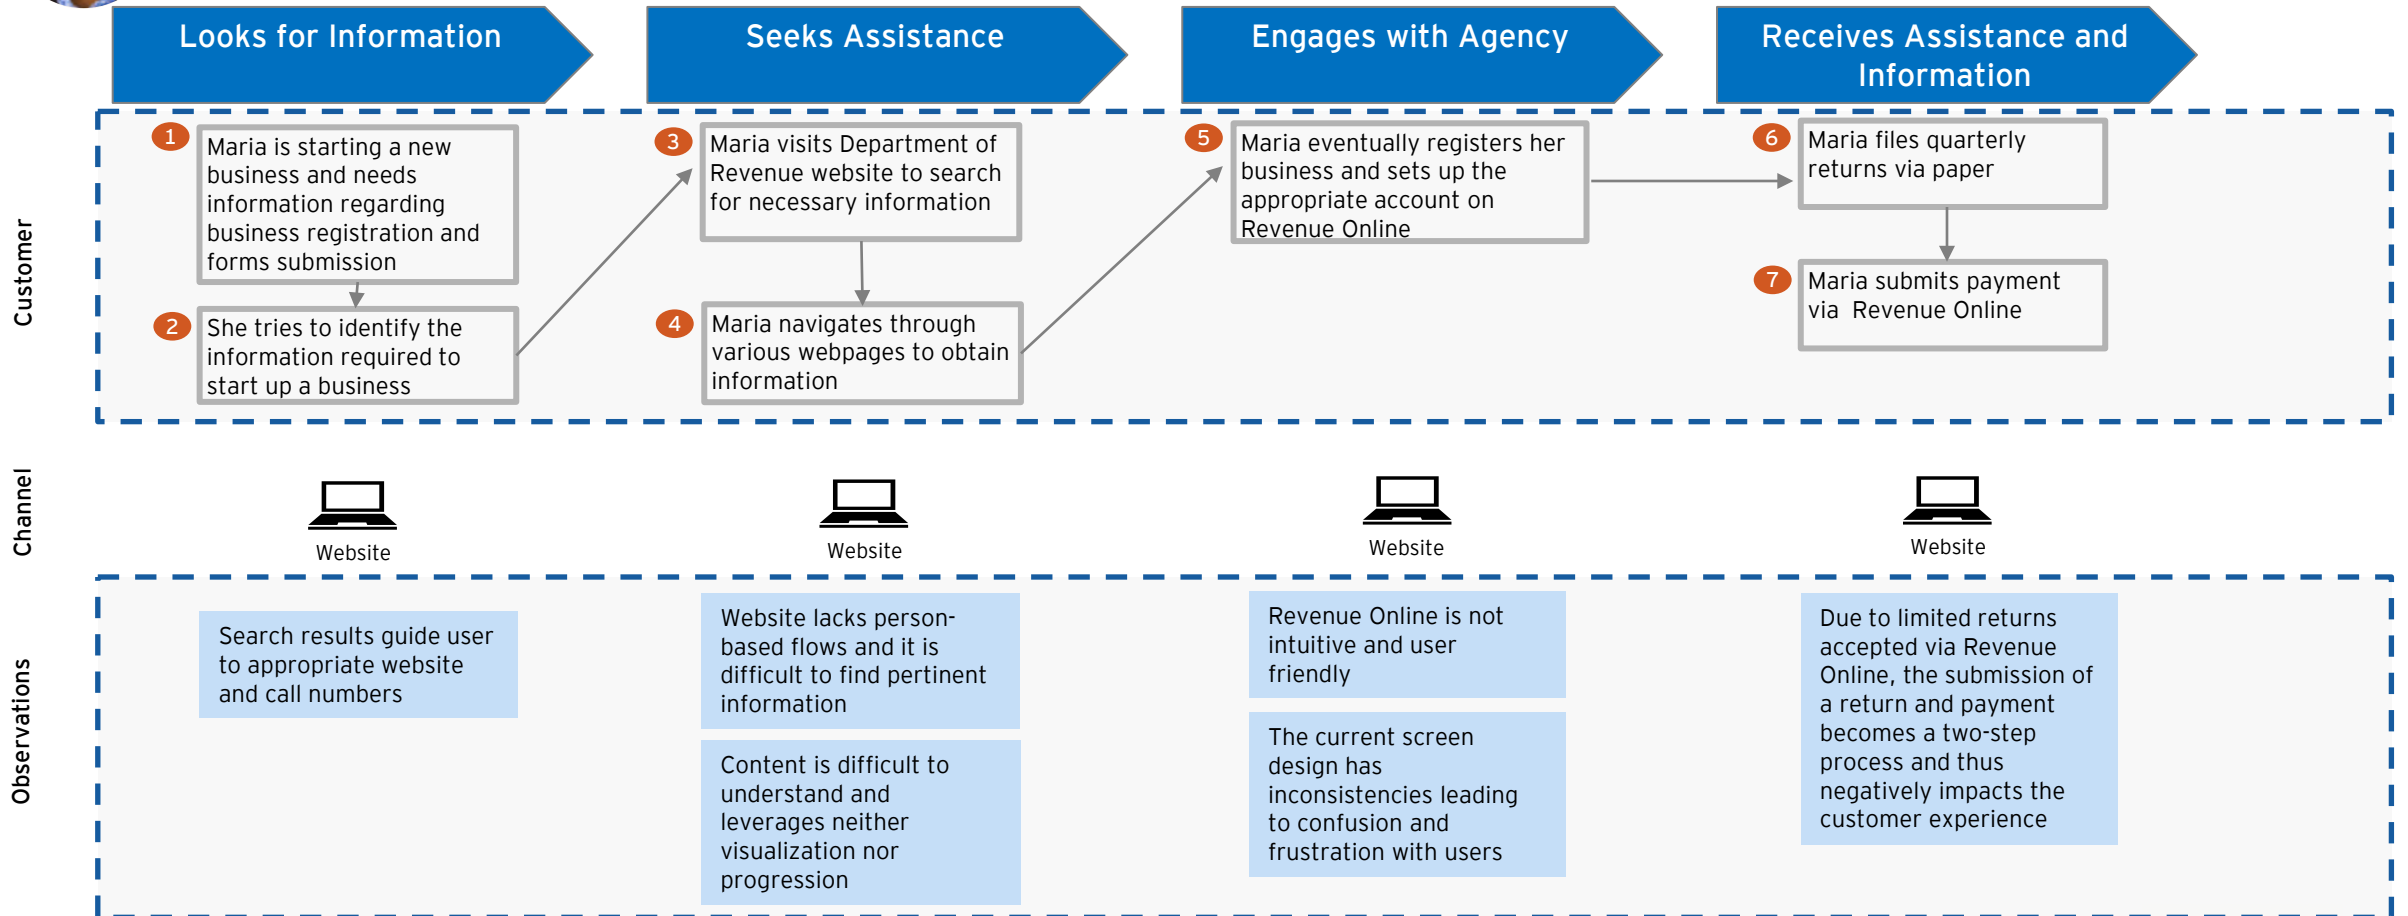 Looks for Information
Seeks Assistance
Engages with Agency
Receives Assistance and
Information
Customer
1
Maria is starting a new
business and needs
information regarding
business registration and
forms submission
2
She tries to identify the
information required to
start up a business
3
Maria visits Department of
Revenue website to search
for necessary information
4
Maria navigates through
various webpages to obtain
information
5
Maria eventually registers her
business and sets up the
appropriate account on
Revenue Online
6
Maria files quarterly
returns via paper
7
Maria submits payment
via Revenue Online
Channel
Website
Website
Website
Website
Observations
Search results guide user
to appropriate website
and call numbers
Website lacks person-
based flows and it is
difficult to find pertinent
information
Content is difficult to
understand and
leverages neither
visualization nor
progression
Revenue Online is not
intuitive and user
friendly
The current screen
design has
inconsistencies leading
to confusion and
frustration with users
Due to limited returns
accepted via Revenue
Online, the submission of
a return and payment
becomes a two-step
process and thus
negatively impacts the
customer experience